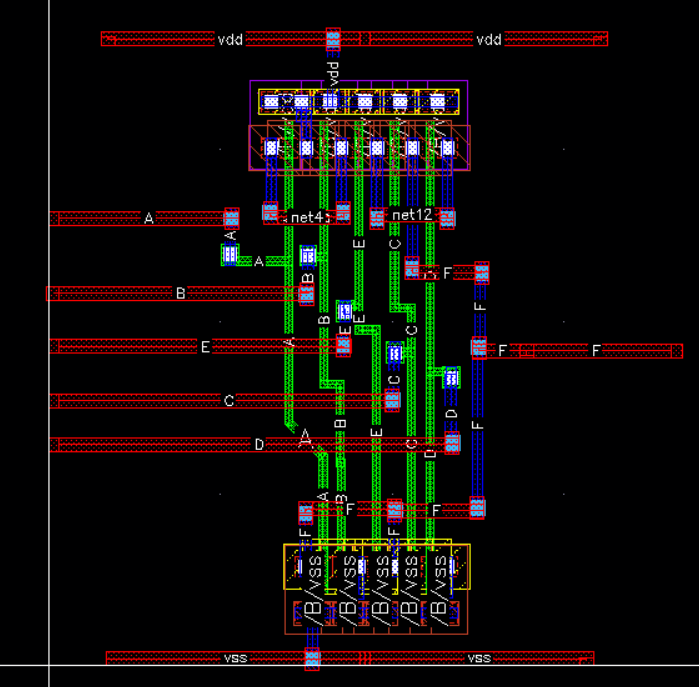 vdd vdd
vdd
A net4 net12
A
A E C F
B
B
F
B E
E A C F F
E
C
C
B
D A E C D D F
A B
F F
F F
/B/vss /B/vss /B/vss /B/vss /B/vss
vss vss